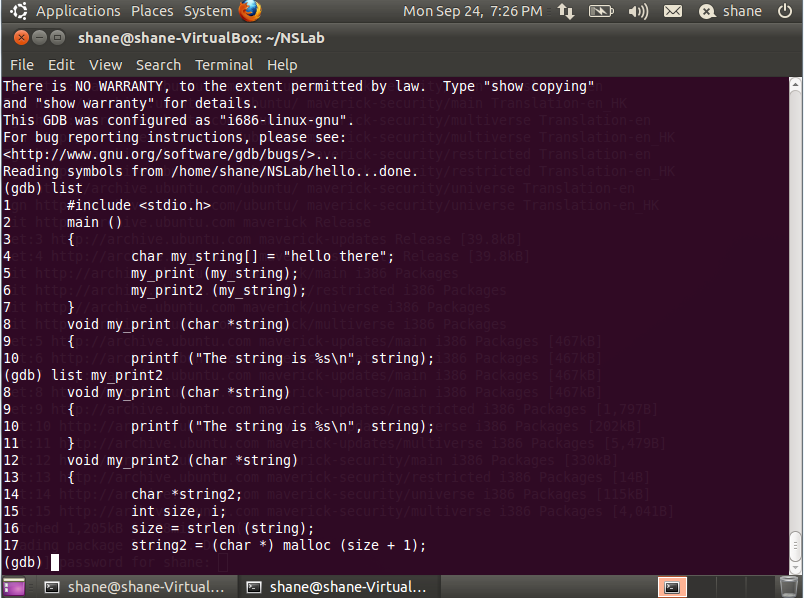 Applications Places System Mon Sep 24, 7:26 PM shane
shane@shane-VirtualBox: ~/NSLab
File Edit View Search Terminal Help
There is NO WARRANTY, to the extent permitted by law.  Type "show copying"
and "show warranty" for details.
This GDB was configured as "i686-linux-gnu".
For bug reporting instructions, please see:
<http://www.gnu.org/software/gdb/bugs/>...
Reading symbols from /home/shane/NSLab/hello...done.
(gdb) list
1       #include <stdio.h>
2       main ()
3       {
4               char my_string[] = "hello there";
5               my_print (my_string);
6               my_print2 (my_string);
7       }
8       void my_print (char *string)
9       {
10              printf ("The string is %s\n", string);
(gdb) list my_print2
8       void my_print (char *string)
9       {
10              printf ("The string is %s\n", string);
11      }
12      void my_print2 (char *string)
13      {
14              char *string2;
15              int size, i;
16              size = strlen (string);
17              string2 = (char *) malloc (size + 1);
(gdb)
shane@shane-Virtual... shane@shane-Virtual...